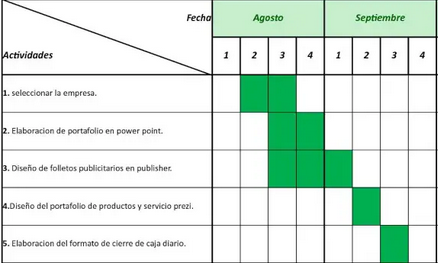 Fecha Agosto Septiembre
Actividades 1 2 3 4 1 2 3 4
1. seleccionar la empresa.
2. Elaboracion de portafolio en power point.
3. Diseño de folletos publicitarios en publisher.
4.Diseño del portafolio de productos y servicio prezi.
5. Elaboracion del formato de cierre de caja diario.